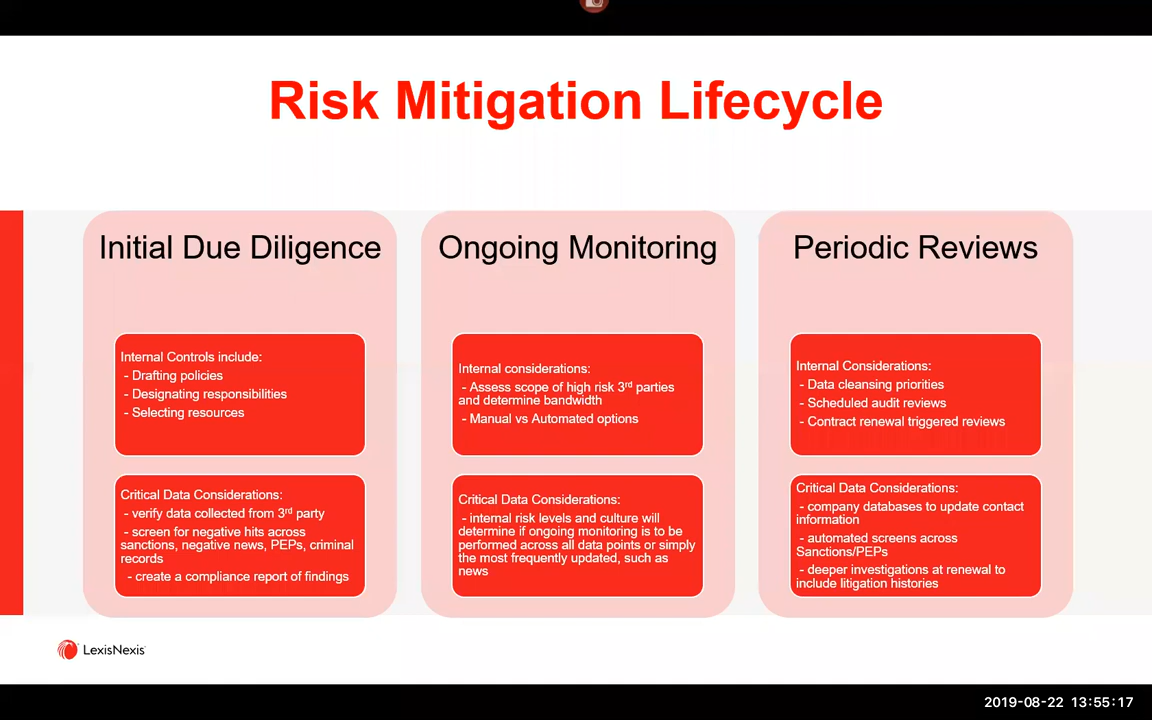 Risk Mitigation Lifecycle
Initial Due Diligence
Internal Controls include:
- Drafting policies
- Designating responsibilities
- Selecting resources
Critical Data Considerations:
- verify data collected from 3rd party
- screen for negative hits across
sanctions, negative news, PEPs, criminal
records
- create a compliance report of findings
Ongoing Monitoring
Internal considerations:
- Assess scope of high risk 3rd parties
and determine bandwidth
- Manual vs Automated options
Critical Data Considerations:
- internal risk levels and culture will
determine if ongoing monitoring is to be
performed across all data points or simply
the most frequently updated, such as
news
Periodic Reviews
Internal Considerations:
- Data cleansing priorities
- Scheduled audit reviews
- Contract renewal triggered reviews
Critical Data Considerations:
- company databases to update contact
information
- automated screens across
Sanctions/PEPs
- deeper investigations at renewal to
include litigation histories
LexisNexis
2019-08-22 13:55:17